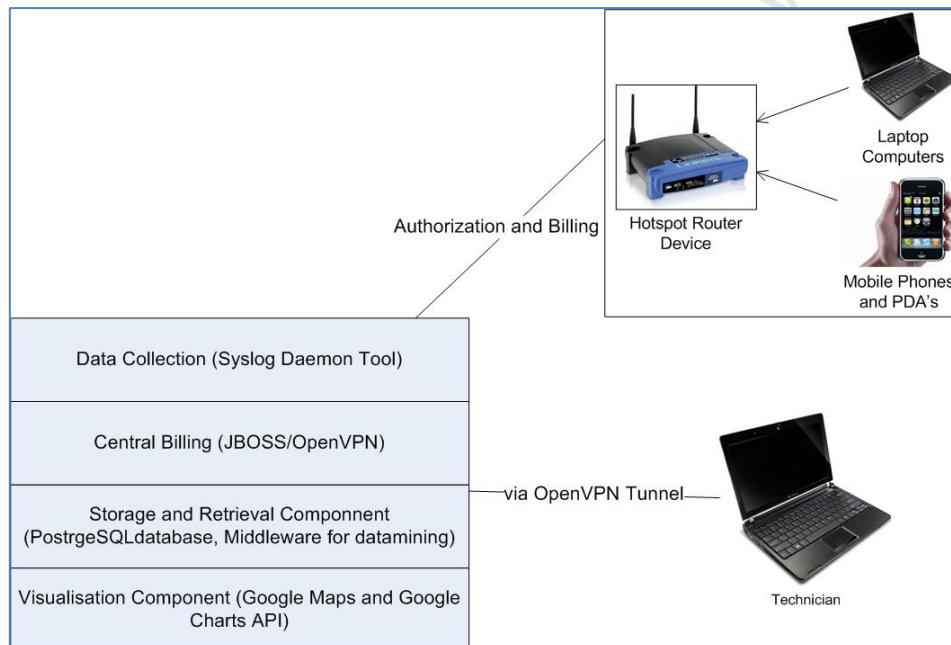 Laptop
Computers
Hotspot Router
Device
Authorization and Billing
Mobile Phones
and PDA's
Data Collection (Syslog Daemon Tool)
Central Billing (JBOSS/OpenVPN)
Storage and Retrieval Componnent
(PostrgeSQLdatabase, Middleware for datamining)
Visualisation Component (Google Maps and Google
Charts API)
via OpenVPN Tunnel
Technician